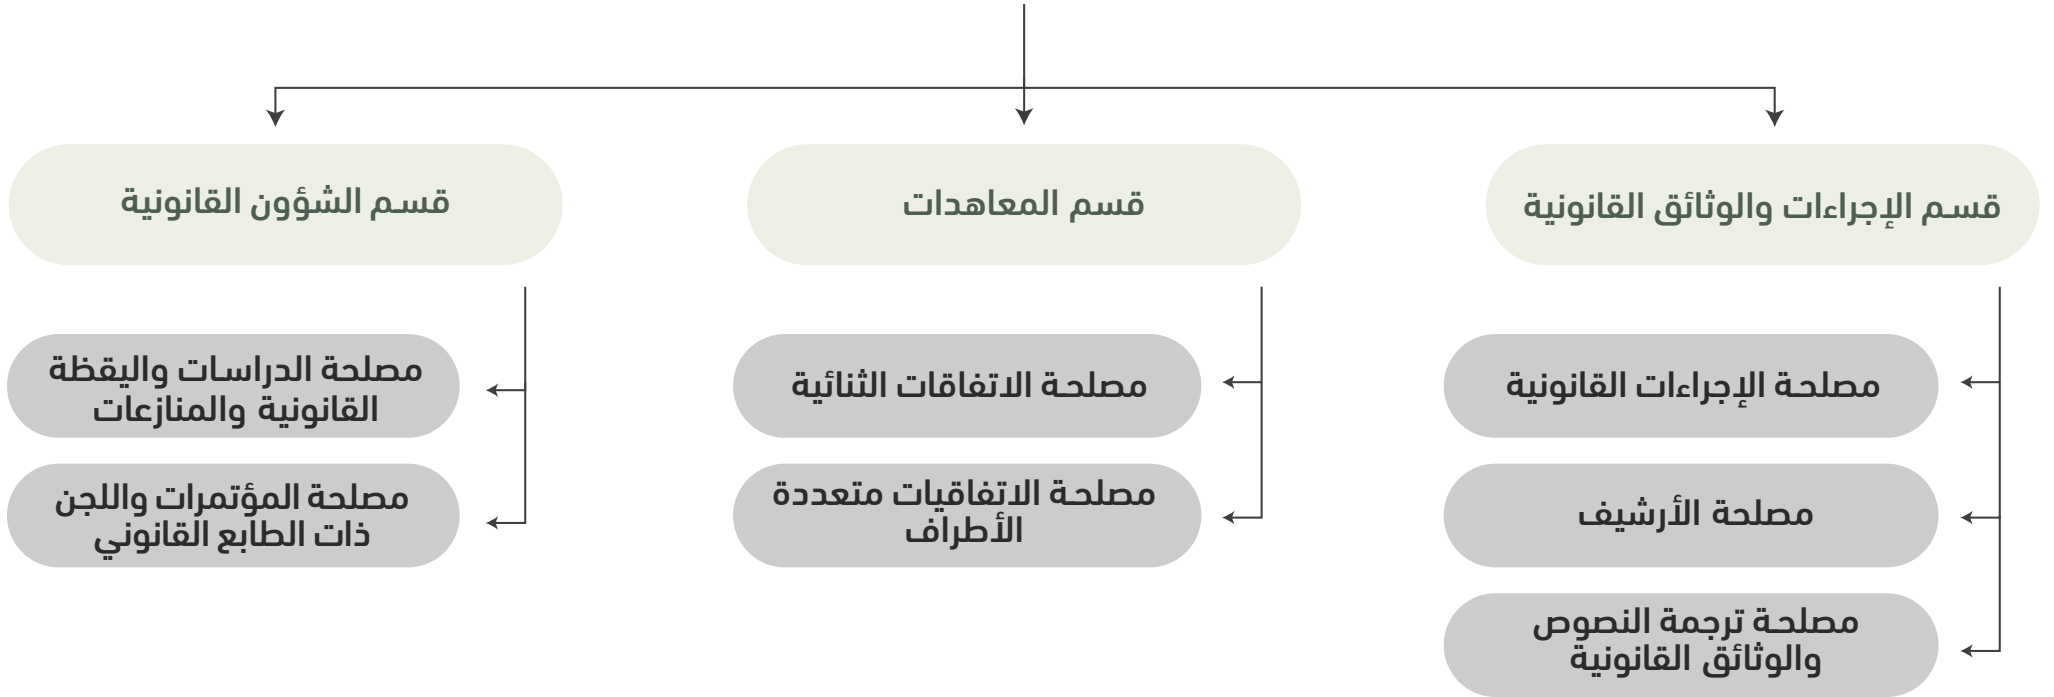 قسم الإجراءات والوثائق القانونية
مصلحة الإجراءات القانونية
مصلحة الأرشيف
مصلحة ترجمة النصوص
والوثائق القانونية
قسم المعاهدات
مصلحة الاتفاقات الثنائية
مصلحة الاتفاقيات متعددة
الأطراف
قسم الشؤون القانونية
مصلحة الدراسات واليقظة
القانونية والمنازعات
مصلحة المؤتمرات واللجن
ذات الطابع القانوني